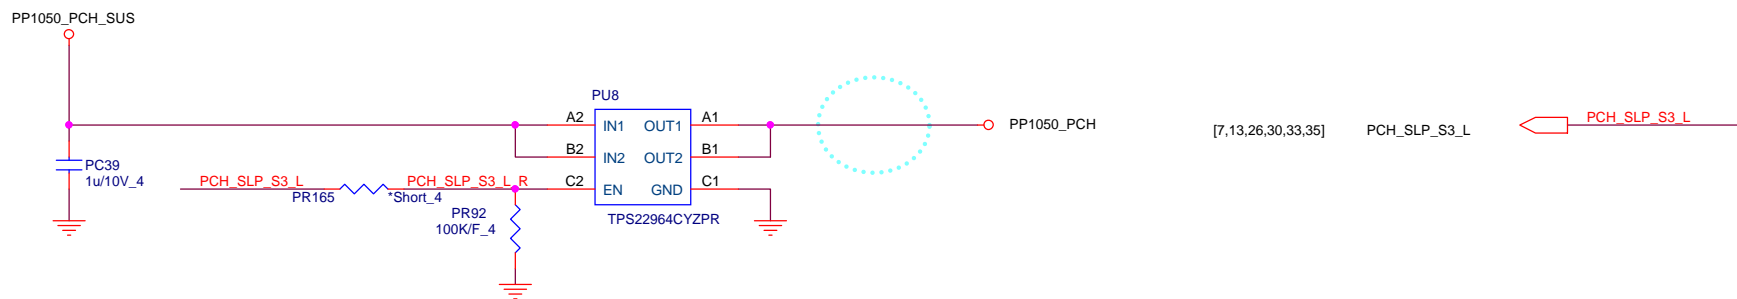 PP1050_PCH_SUS
PU8
A2
IN1
OUT1
A1
PP1050_PCH
[7,13,26,30,33,35]
PCH_SLP_S3_L
PCH_SLP_S3_L
B2
IN2
OUT2
B1
PC39
1u/10V_4
PCH_SLP_S3_L
PCH_SLP_S3_L_R
C2
EN
GND
C1
PR165
*Short_4
PR92
100K/F_4
TPS22964CYZPR